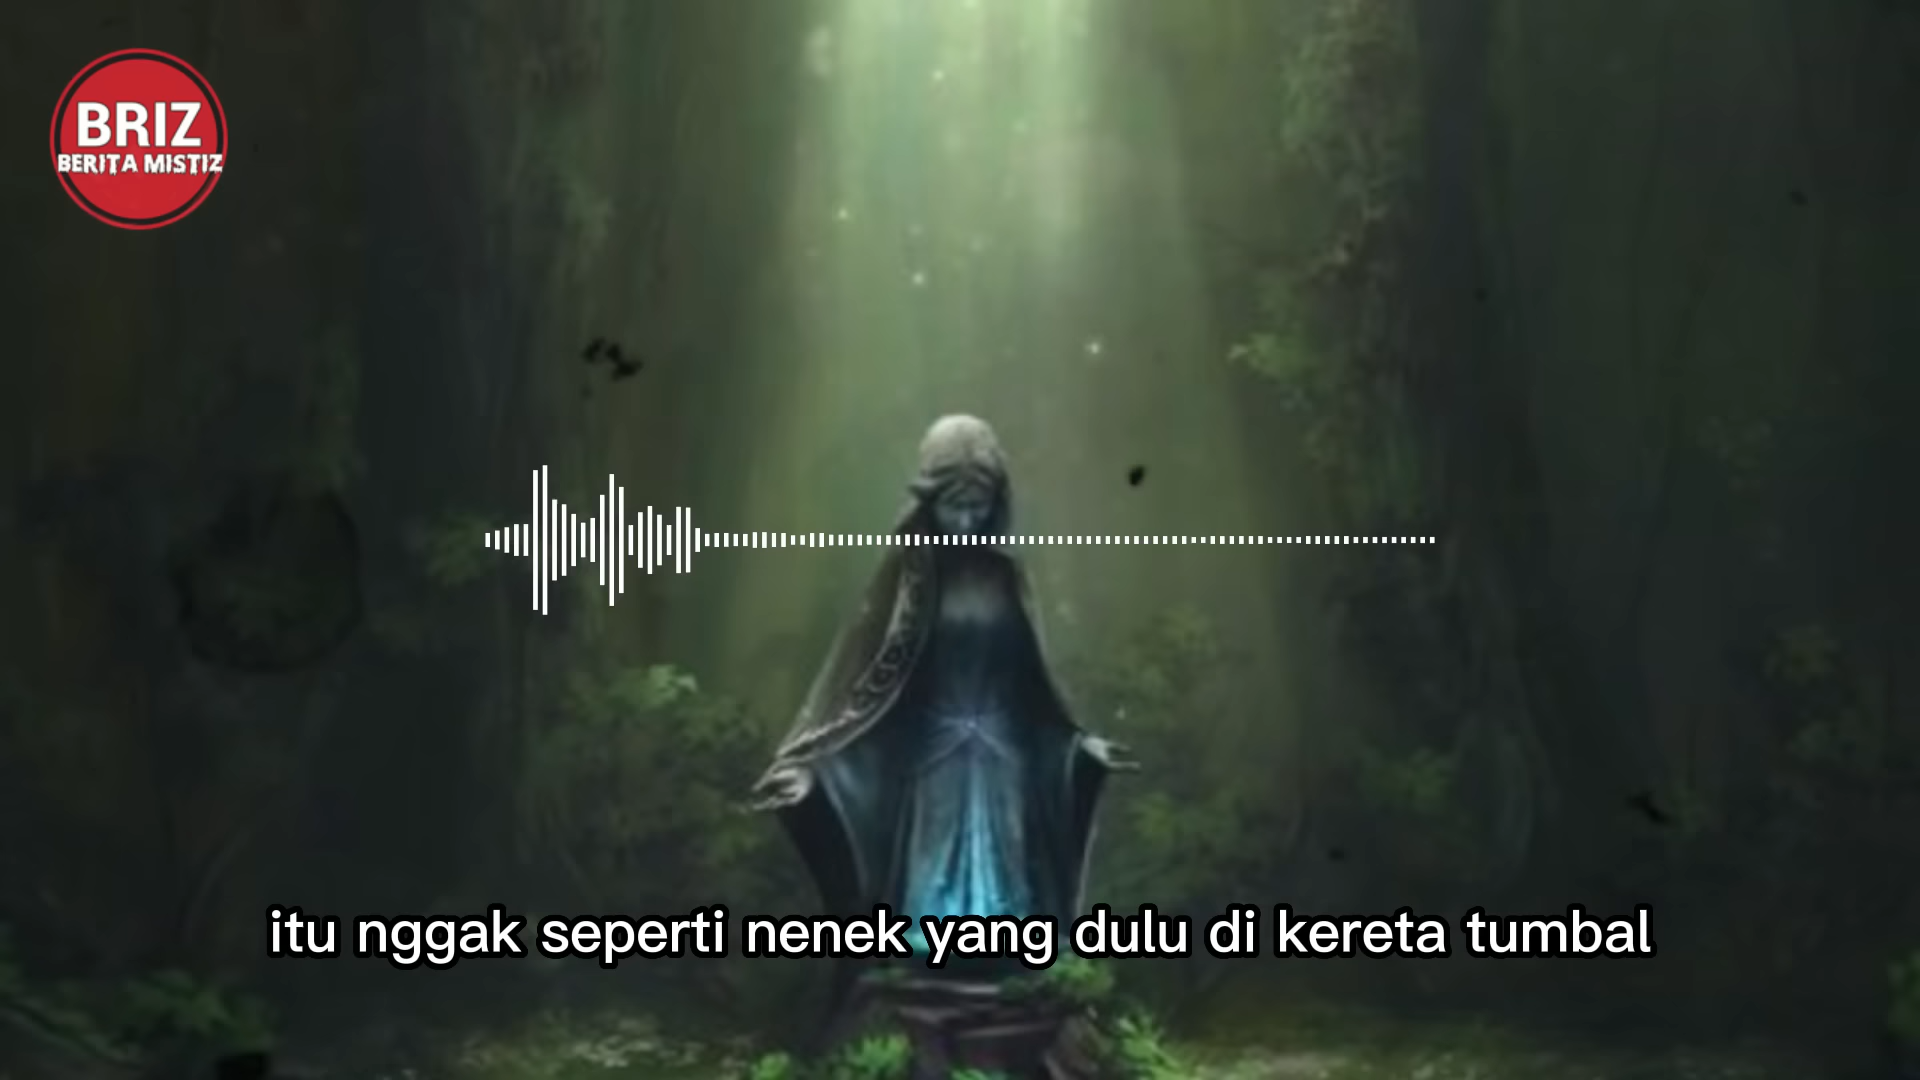 BRIZ
BERITA MISTIZ
itu nggak seperti nenek yang dulu di kereta tumbal